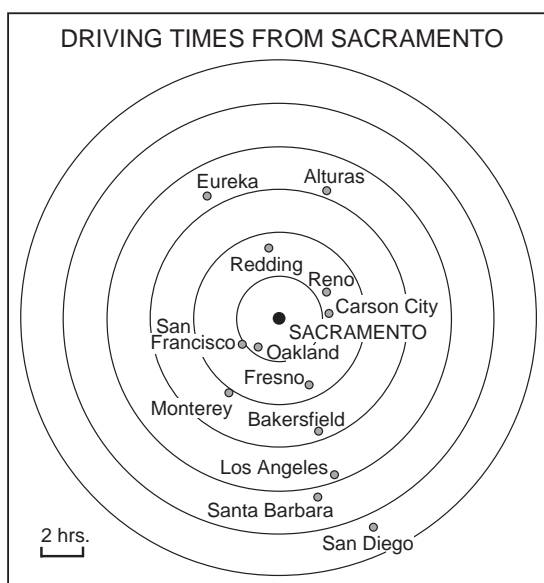 DRIVING TIMES FROM SACRAMENTO
Eureka
Alturas
Redding
Reno
Carson City
SACRAMENTO
San
Francisco
Oakland
Fresno
Monterey
Bakersfield
Los Angeles
Santa Barbara
San Diego
2 hrs.